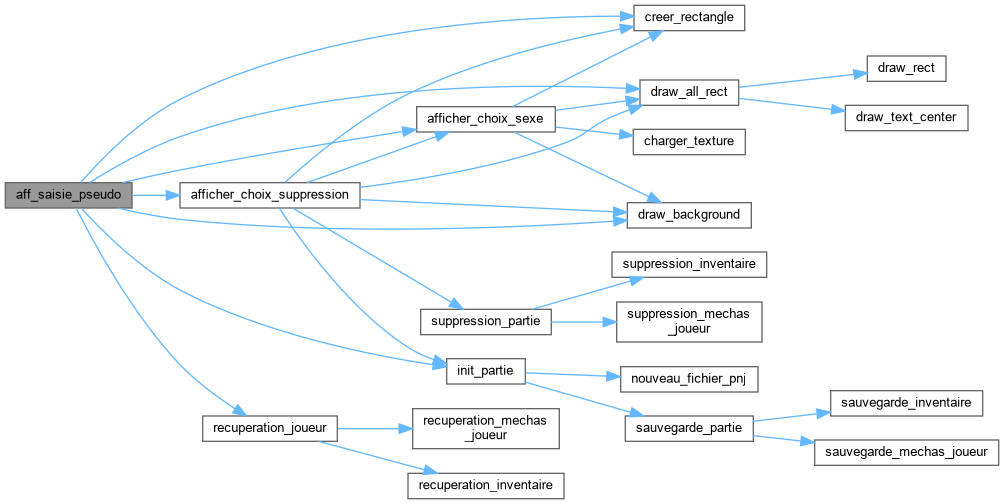 creer_rectangle
draw_rect
draw_all_rect
afficher_choix_sexe
draw_text_center
charger_texture
aff_saisie_pseudo
afficher_choix_suppression
draw_background
suppression_inventaire
suppression_partie
suppression_mechas
_joueur
init_partie
nouveau_fichier_pnj
sauvegarde_inventaire
recuperation_joueur
recuperation_mechas
_joueur
sauvegarde_partie
sauvegarde_mechas_joueur
recuperation_inventaire